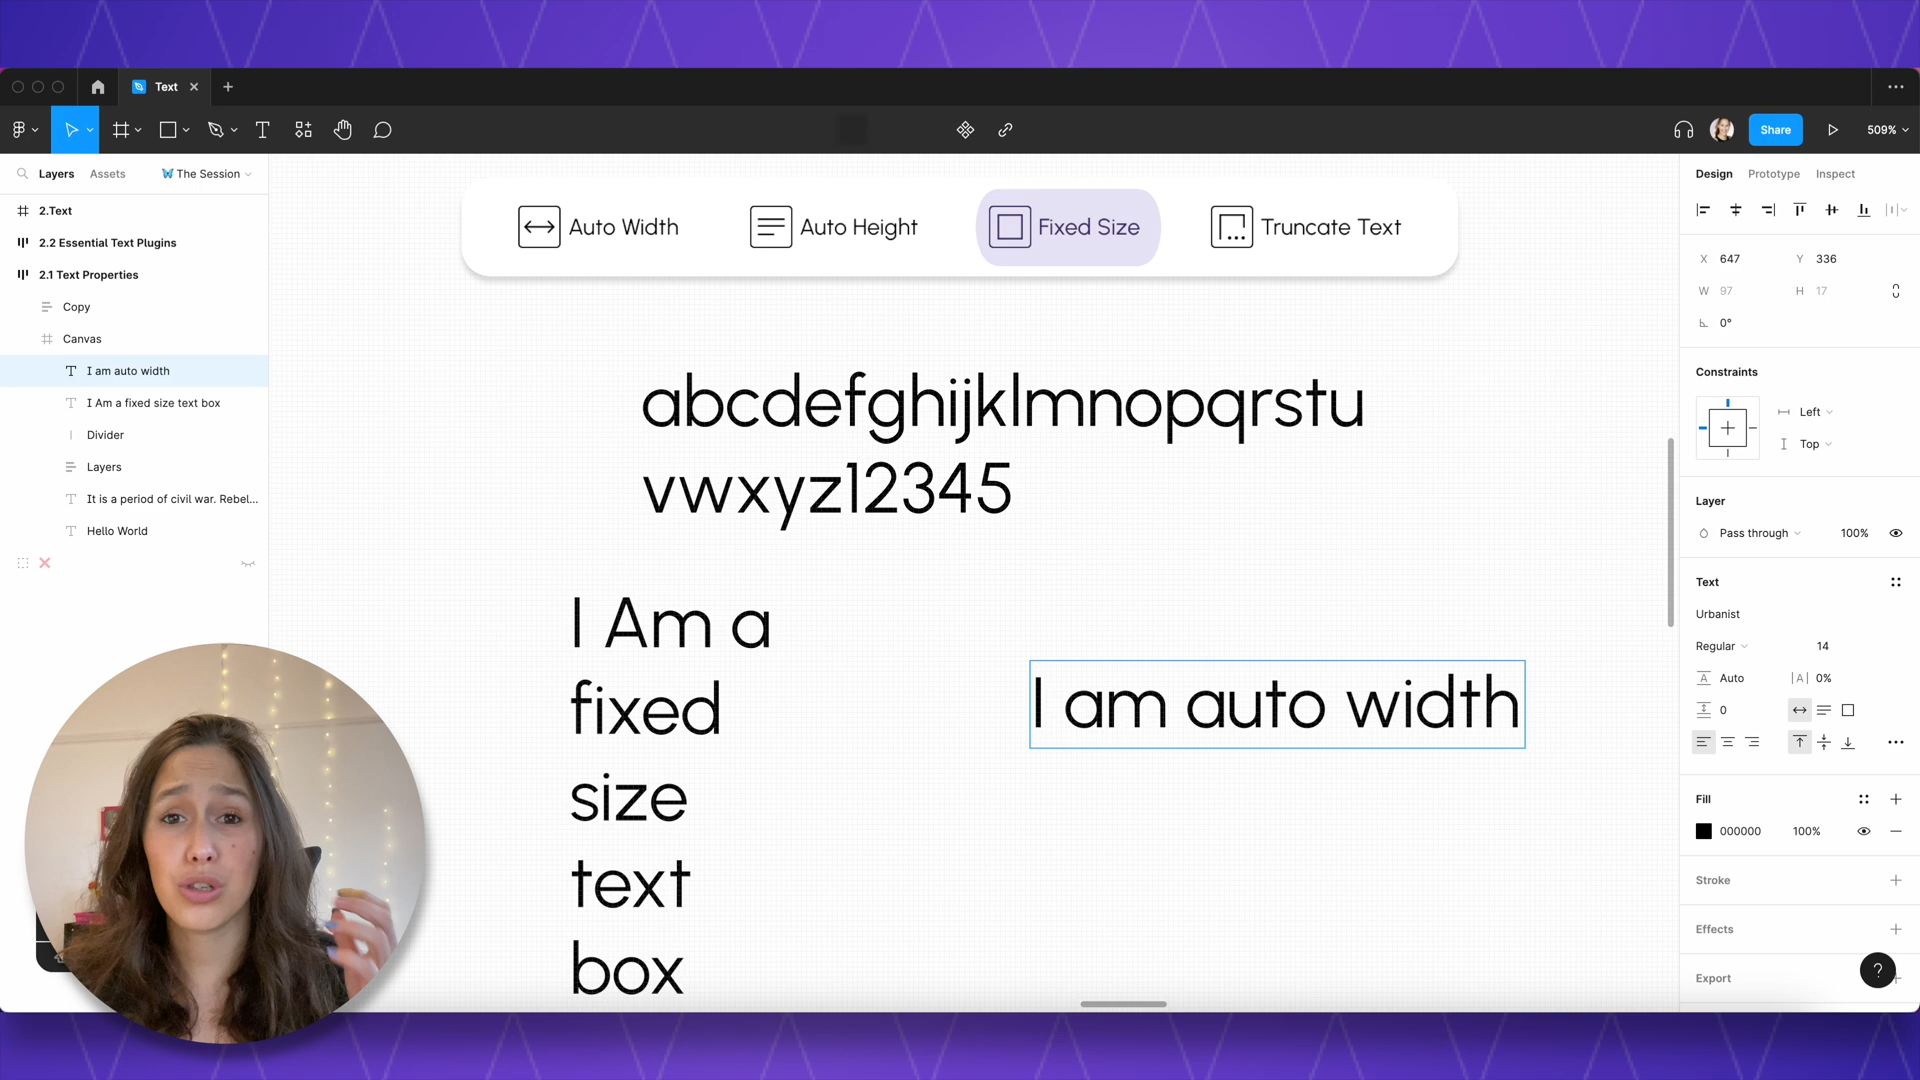 Text
509%
Share
Layers
Assets
The Session
Design
Prototype
Inspect
2.Text
2.2 Essential Text Plugins
2.1 Text Properties
Copy
Canvas
I am auto width
I Am a fixed size text box
Divider
Layers
It is a period of civil war. Rebel...
Hello World
Auto Width
Auto Height
Fixed Size
Truncate Text
abcdefghijklmnopqrstu
vwxyz12345
I Am a
fixed
size
text
box
I am auto width
X 647
Y 336
W 97
H 17
0°
Constraints
Left
Top
Layer
Pass through
100%
Text
Urbanist
Regular
14
Auto
0%
0
Fill
000000
100%
Stroke
Effects
Export
?